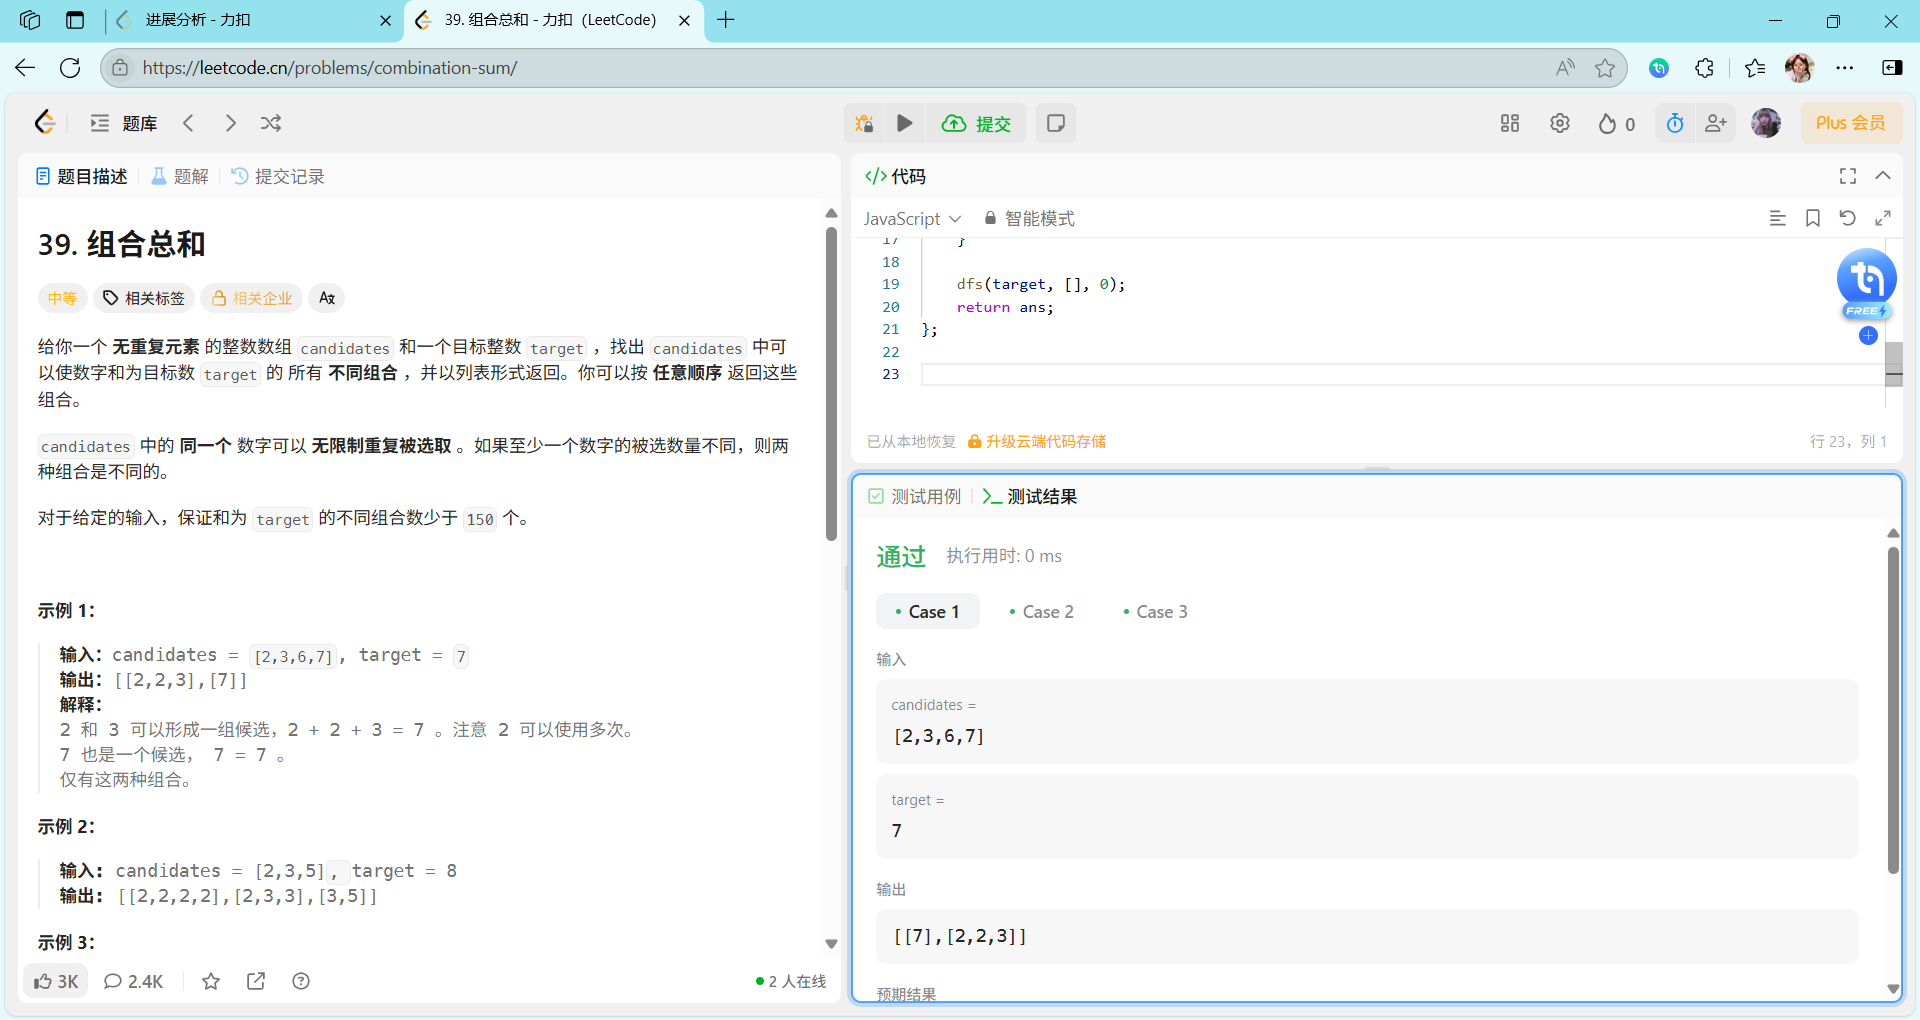 进展分析 - 力扣
39. 组合总和 - 力扣（LeetCode）
https://leetcode.cn/problems/combination-sum/
题库
提交
0
Plus 会员
题目描述
题解
提交记录
39. 组合总和
中等
相关标签
相关企业
给你一个 无重复元素 的整数数组 candidates 和一个目标整数 target ，找出 candidates 中可
以使数字和为目标数 target 的 所有 不同组合 ，并以列表形式返回。你可以按 任意顺序 返回这些
组合。
candidates 中的 同一个 数字可以 无限制重复被选取 。如果至少一个数字的被选数量不同，则两
种组合是不同的。
对于给定的输入，保证和为 target 的不同组合数少于 150 个。
示例 1：
输入：candidates = [2,3,6,7], target = 7
输出：[[2,2,3],[7]]
解释：
2 和 3 可以形成一组候选，2 + 2 + 3 = 7 。注意 2 可以使用多次。
7 也是一个候选， 7 = 7 。
仅有这两种组合。
示例 2：
输入: candidates = [2,3,5], target = 8
输出: [[2,2,2,2],[2,3,3],[3,5]]
示例 3：
3K
2.4K
2 人在线
代码
JavaScript
智能模式
17 }
18
19 dfs(target, [], 0);
20 return ans;
21 };
22
23
FREE
已从本地恢复
升级云端代码存储
行 23，列 1
测试用例
测试结果
通过
执行用时: 0 ms
Case 1
Case 2
Case 3
输入
candidates =
[2,3,6,7]
target =
7
输出
[[7],[2,2,3]]
预期结果